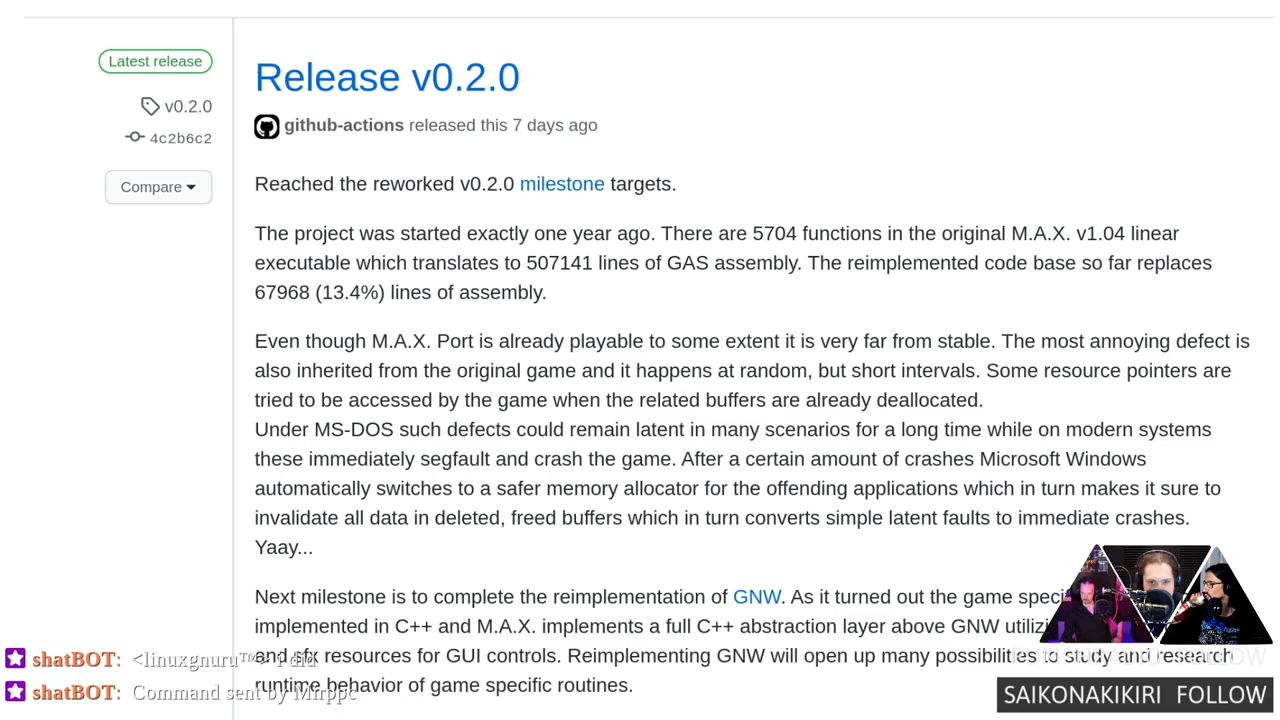 Latest release
v0.2.0
4c2b6c2
Compare
Release v0.2.0
github-actions released this 7 days ago
Reached the reworked v0.2.0 milestone targets.
The project was started exactly one year ago. There are 5704 functions in the original M.A.X. v1.04 linear
executable which translates to 507141 lines of GAS assembly. The reimplemented code base so far replaces
67968 (13.4%) lines of assembly.
Even though M.A.X. Port is already playable to some extent it is very far from stable. The most annoying defect is
also inherited from the original game and it happens at random, but short intervals. Some resource pointers are
tried to be accessed by the game when the related buffers are already deallocated.
Under MS-DOS such defects could remain latent in many scenarios for a long time while on modern systems
these immediately segfault and crash the game. After a certain amount of crashes Microsoft Windows
automatically switches to a safer memory allocator for the offending applications which in turn makes it sure to
invalidate all data in deleted, freed buffers which in turn converts simple latent faults to immediate crashes.
Yaay...
Next milestone is to complete the reimplementation of GNW. As it turned out the game
implemented in C++ and M.A.X. implements a full C++ abstraction layer above GNW
and sfx resources for GUI controls. Reimplementing GNW will open up many to study and research
runtime behavior of game specific routines.
shatBOT: <linuxgnuru™> i did
shatBOT: Command sent by Mrppc
SAIKONAKIKIRI FOLLOW